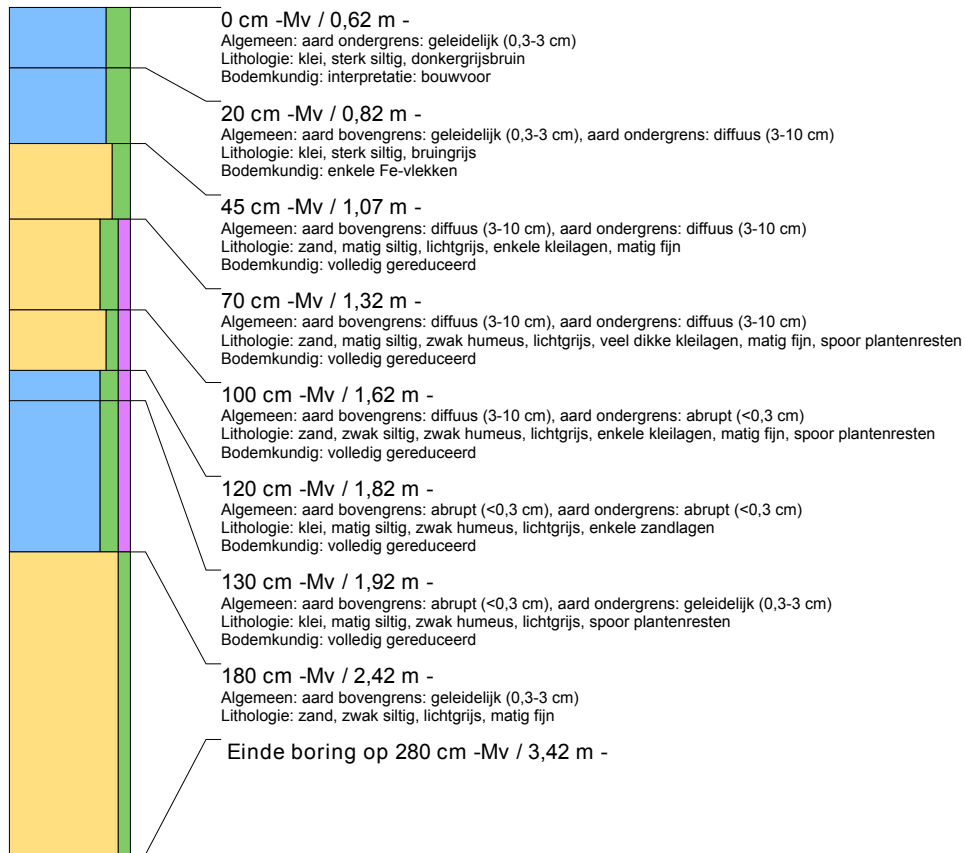 0 cm -Mv / 0,62 m -
Algemeen: aard ondergrens: geleidelijk (0,3-3 cm)
Lithologie: klei, sterk siltig, donkergrijsbruin
Bodemkundig: interpretatie: bouwvoor
20 cm -Mv / 0,82 m -
Algemeen: aard bovengrens: geleidelijk (0,3-3 cm), aard ondergrens: diffuus (3-10 cm)
Lithologie: klei, sterk siltig, bruingrijs
Bodemkundig: enkele Fe-vlekken
45 cm -Mv / 1,07 m -
Algemeen: aard bovengrens: diffuus (3-10 cm), aard ondergrens: diffuus (3-10 cm)
Lithologie: zand, matig siltig, lichtgrijs, enkele kleilagen, matig fijn
Bodemkundig: volledig gereduceerd
70 cm -Mv / 1,32 m -
Algemeen: aard bovengrens: diffuus (3-10 cm), aard ondergrens: diffuus (3-10 cm)
Lithologie: zand, matig siltig, zwak humeus, lichtgrijs, veel dikke kleilagen, matig fijn, spoor plantenresten
Bodemkundig: volledig gereduceerd
100 cm -Mv / 1,62 m -
Algemeen: aard bovengrens: diffuus (3-10 cm), aard ondergrens: abrupt (<0,3 cm)
Lithologie: zand, zwak siltig, zwak humeus, lichtgrijs, enkele kleilagen, matig fijn, spoor plantenresten
Bodemkundig: volledig gereduceerd
120 cm -Mv / 1,82 m -
Algemeen: aard bovengrens: abrupt (<0,3 cm), aard ondergrens: abrupt (<0,3 cm)
Lithologie: klei, matig siltig, zwak humeus, lichtgrijs, enkele zandlagen
Bodemkundig: volledig gereduceerd
130 cm -Mv / 1,92 m -
Algemeen: aard bovengrens: abrupt (<0,3 cm), aard ondergrens: geleidelijk (0,3-3 cm)
Lithologie: klei, matig siltig, zwak humeus, lichtgrijs, spoor plantenresten
Bodemkundig: volledig gereduceerd
180 cm -Mv / 2,42 m -
Algemeen: aard bovengrens: geleidelijk (0,3-3 cm)
Lithologie: zand, zwak siltig, lichtgrijs, matig fijn
Einde boring op 280 cm -Mv / 3,42 m -